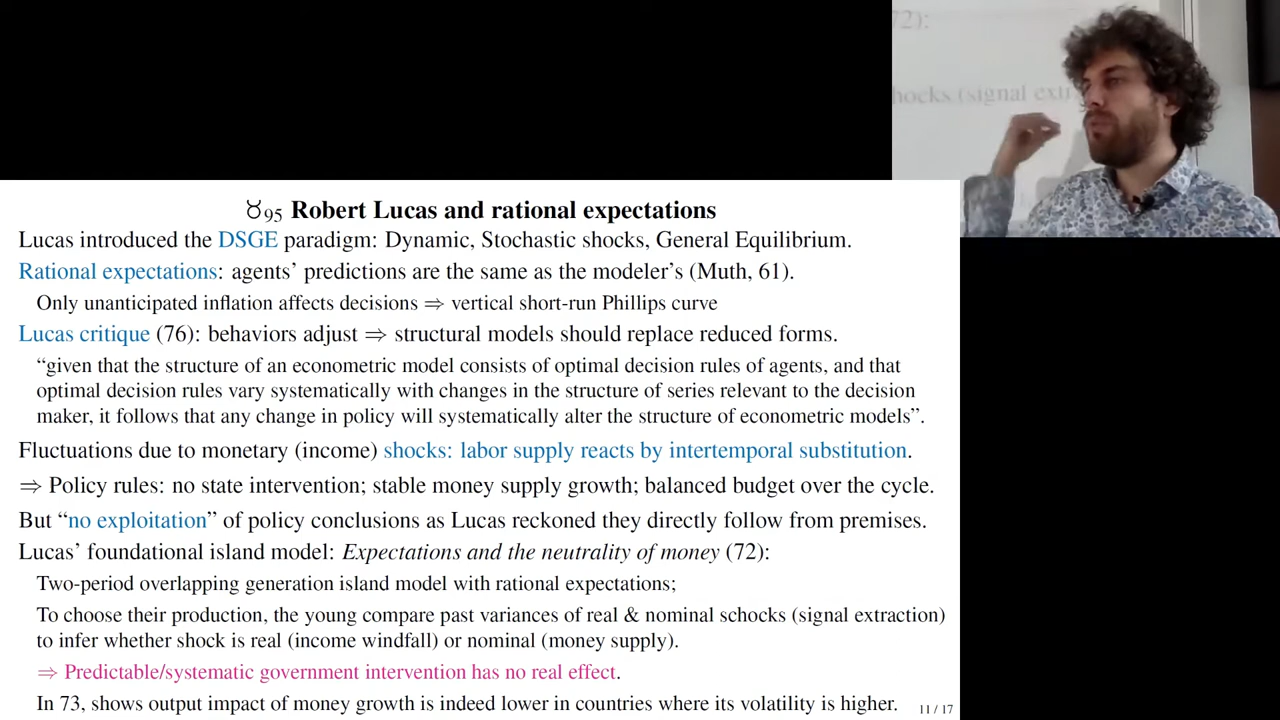 72):
hocks (signal ext
♉95 Robert Lucas and rational expectations
Lucas introduced the DSGE paradigm: Dynamic, Stochastic shocks, General Equilibrium.
Rational expectations: agents’ predictions are the same as the modeler’s (Muth, 61).
Only unanticipated inflation affects decisions ⇒ vertical short-run Phillips curve
Lucas critique (76): behaviors adjust ⇒ structural models should replace reduced forms.
“given that the structure of an econometric model consists of optimal decision rules of agents, and that
optimal decision rules vary systematically with changes in the structure of series relevant to the decision
maker, it follows that any change in policy will systematically alter the structure of econometric models”.
Fluctuations due to monetary (income) shocks: labor supply reacts by intertemporal substitution.
⇒ Policy rules: no state intervention; stable money supply growth; balanced budget over the cycle.
But “no exploitation” of policy conclusions as Lucas reckoned they directly follow from premises.
Lucas’ foundational island model: Expectations and the neutrality of money (72):
Two-period overlapping generation island model with rational expectations;
To choose their production, the young compare past variances of real & nominal schocks (signal extraction)
to infer whether shock is real (income windfall) or nominal (money supply).
⇒ Predictable/systematic government intervention has no real effect.
In 73, shows output impact of money growth is indeed lower in countries where its volatility is higher.
11 / 17